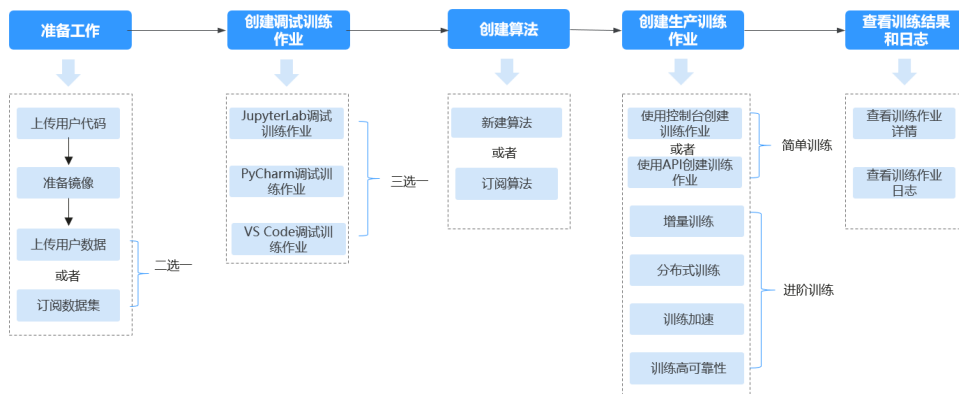 准备工作
创建调试训练
作业
创建算法
创建生产训练
作业
查看训练结果
和日志
上传用户代码
准备镜像
上传用户数据
或者
订阅数据集
二选一
JupyterLab调试
训练作业
PyCharm调试训
练作业
VS Code调试训
练作业
三选一
新建算法
或者
订阅算法
使用控制台创建
训练作业
或者
使用API创建训练
作业
简单训练
增量训练
分布式训练
训练加速
训练高可靠性
进阶训练
查看训练作业
详情
查看训练作业
日志